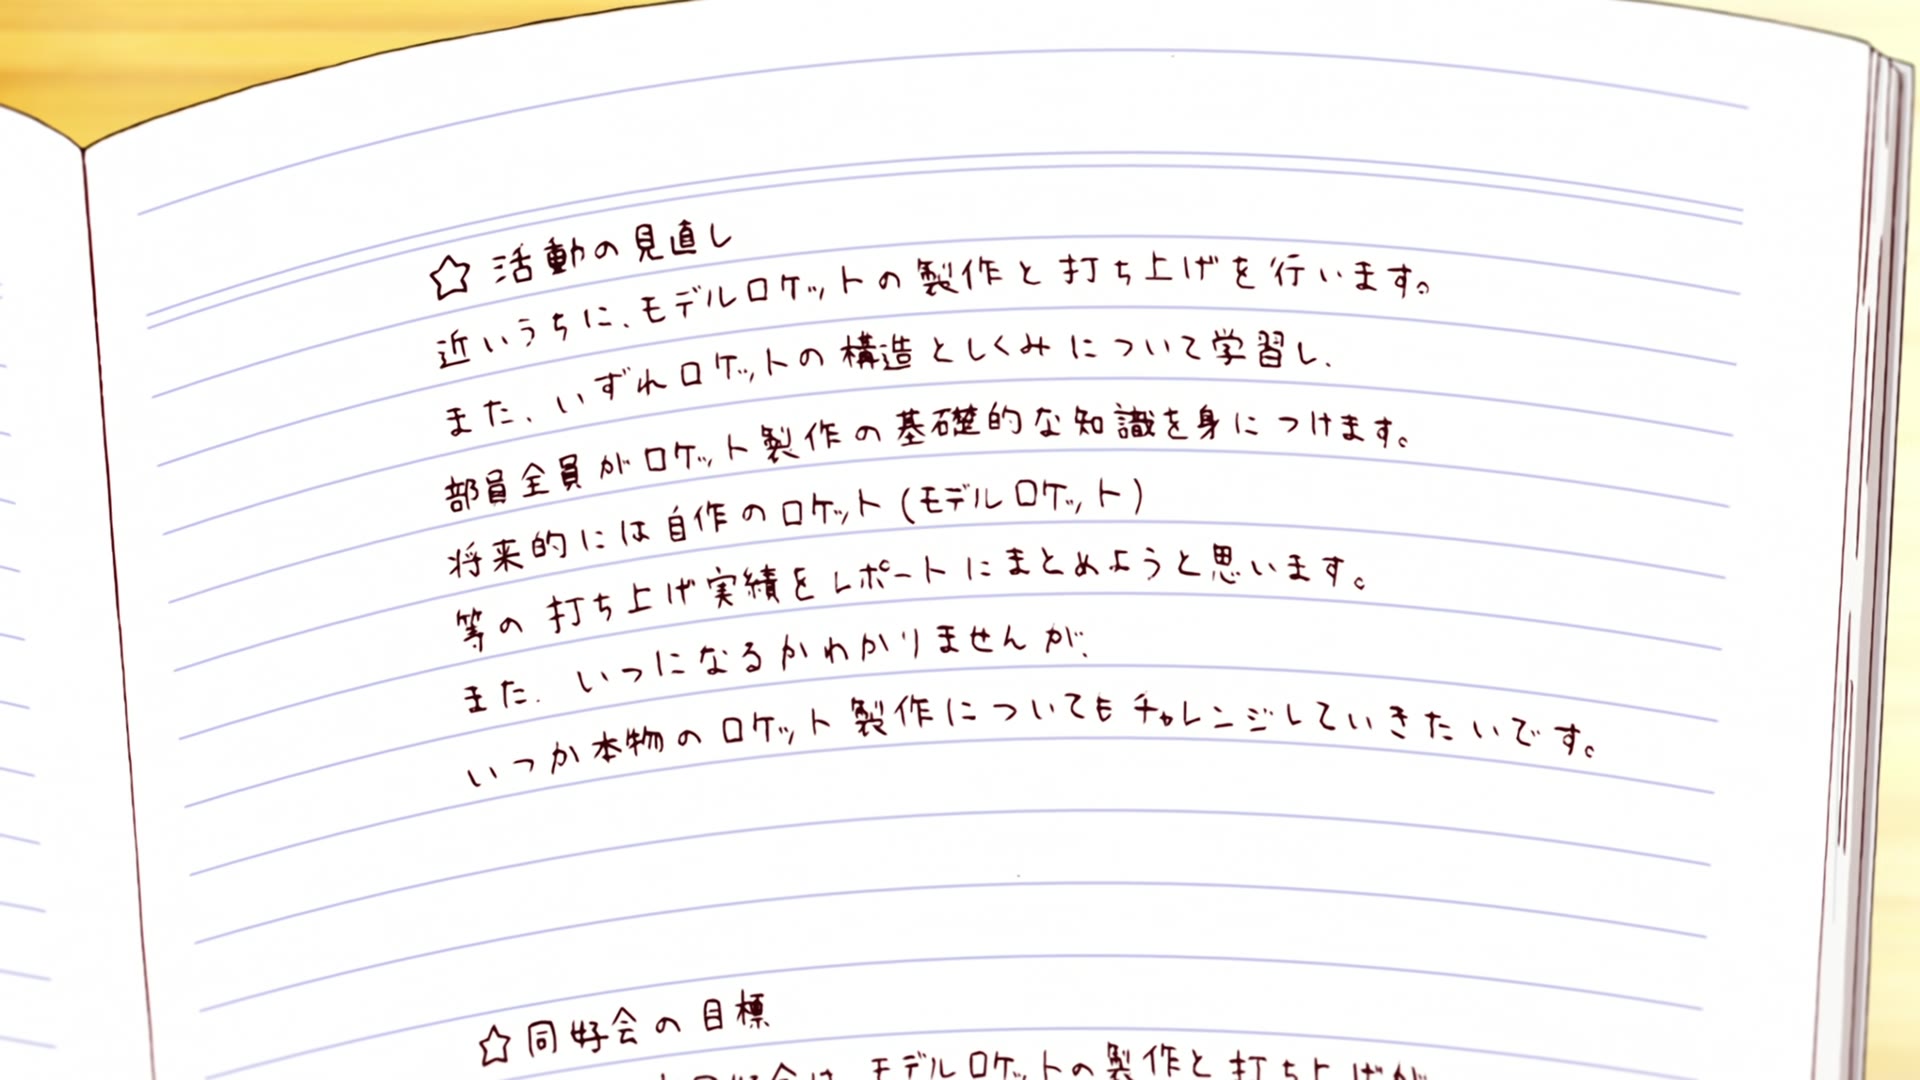 ☆活動の見直し
近いうちに、モデルロケットの製作と打ち上げを行います。
また、いずれロケットの構造としくみについて学習し、
部員全員がロケット製作の基礎的な知識を身につけます。
将来的には自作のロケット(モデルロケット)
等の打ち上げ実績をレポートにまとめようと思います。
また、いつになるかわかりませんが、
いつか本物のロケット製作についてもチャレンジしていきたいです。
☆同好会の目標
同好会は、モデルロケットの製作と打ち上げが